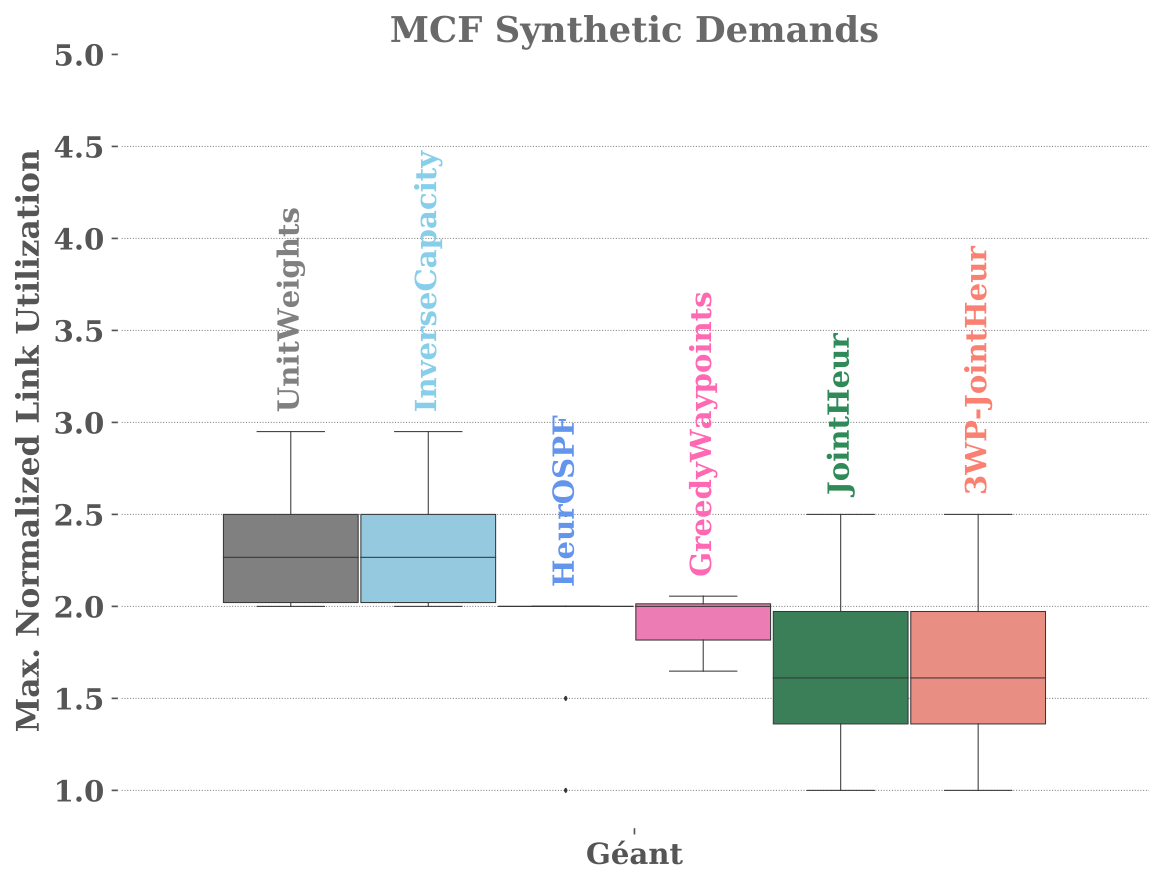 MCF Synthetic Demands
Max. Normalized Link Utilization
5.0
4.5
4.0
3.5
3.0
2.5
2.0
1.5
1.0
UnitWeights
InverseCapacity
HeurOSPF
GreedyWaypoints
JointHeur
3WP-JointHeur
Géant